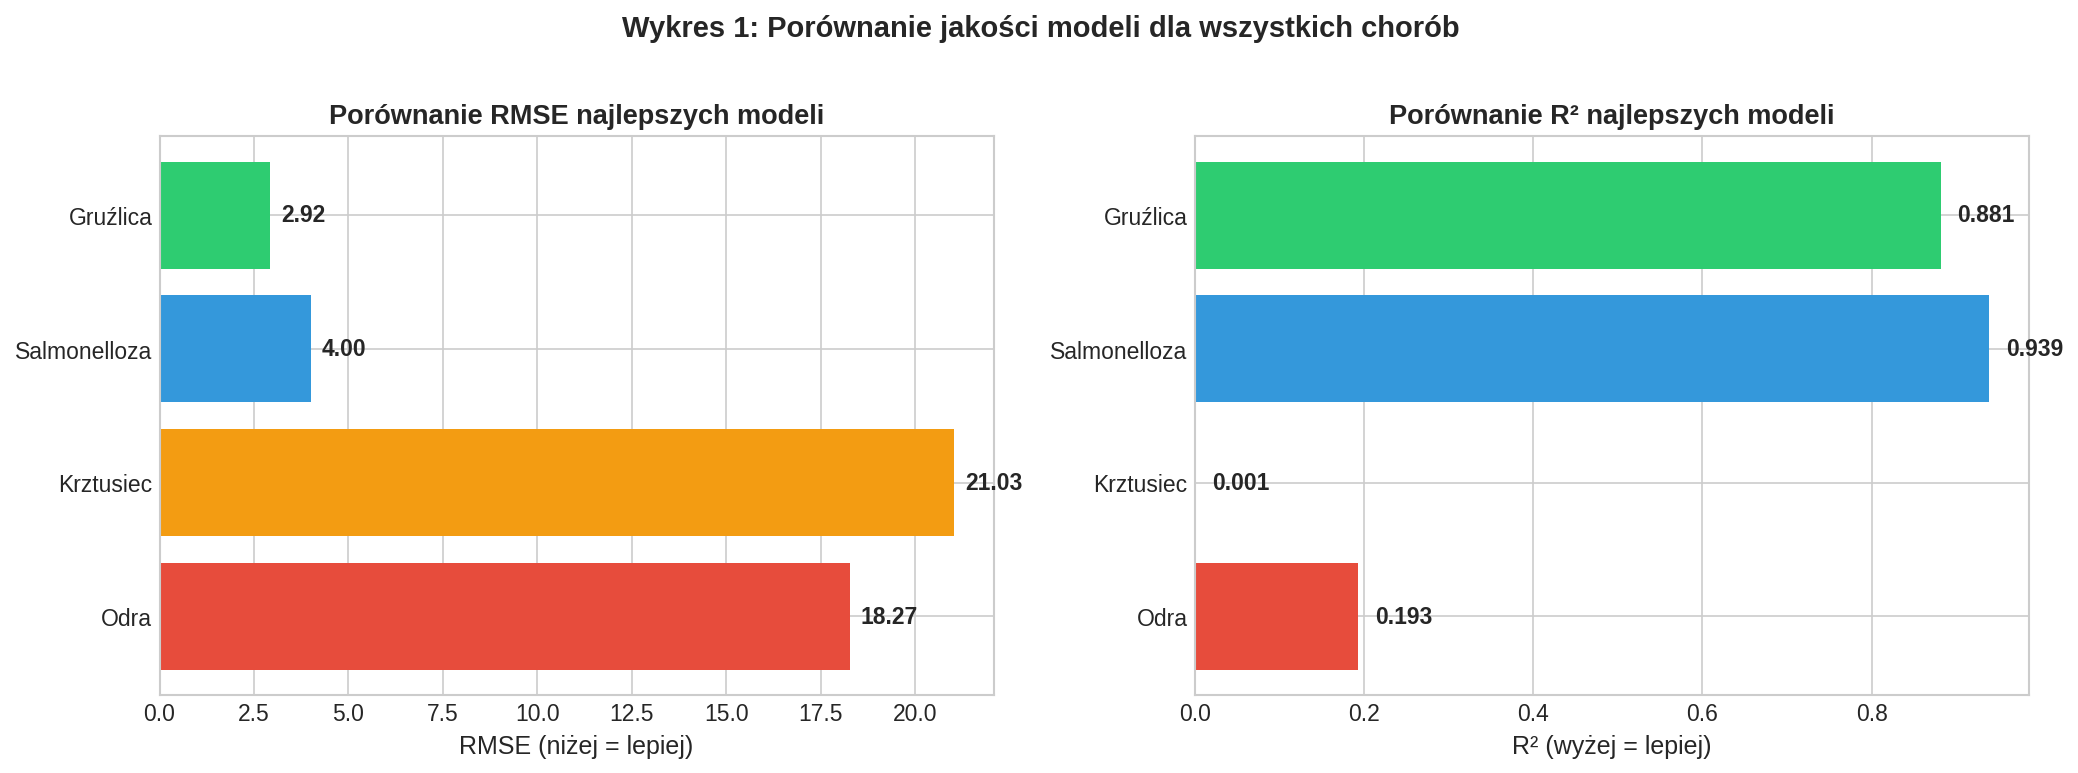 Wykres 1: Porównanie jakości modeli dla wszystkich chorób
Porównanie RMSE najlepszych modeli
Gruźlica
2.92
Salmonelloza
4.00
Krztusiec
21.03
Odra
18.27
0.0 2.5 5.0 7.5 10.0 12.5 15.0 17.5 20.0
RMSE (niżej = lepiej)
Porównanie R² najlepszych modeli
Gruźlica
0.881
Salmonelloza
0.939
Krztusiec
0.001
Odra
0.193
0.0 0.2 0.4 0.6 0.8
R² (wyżej = lepiej)